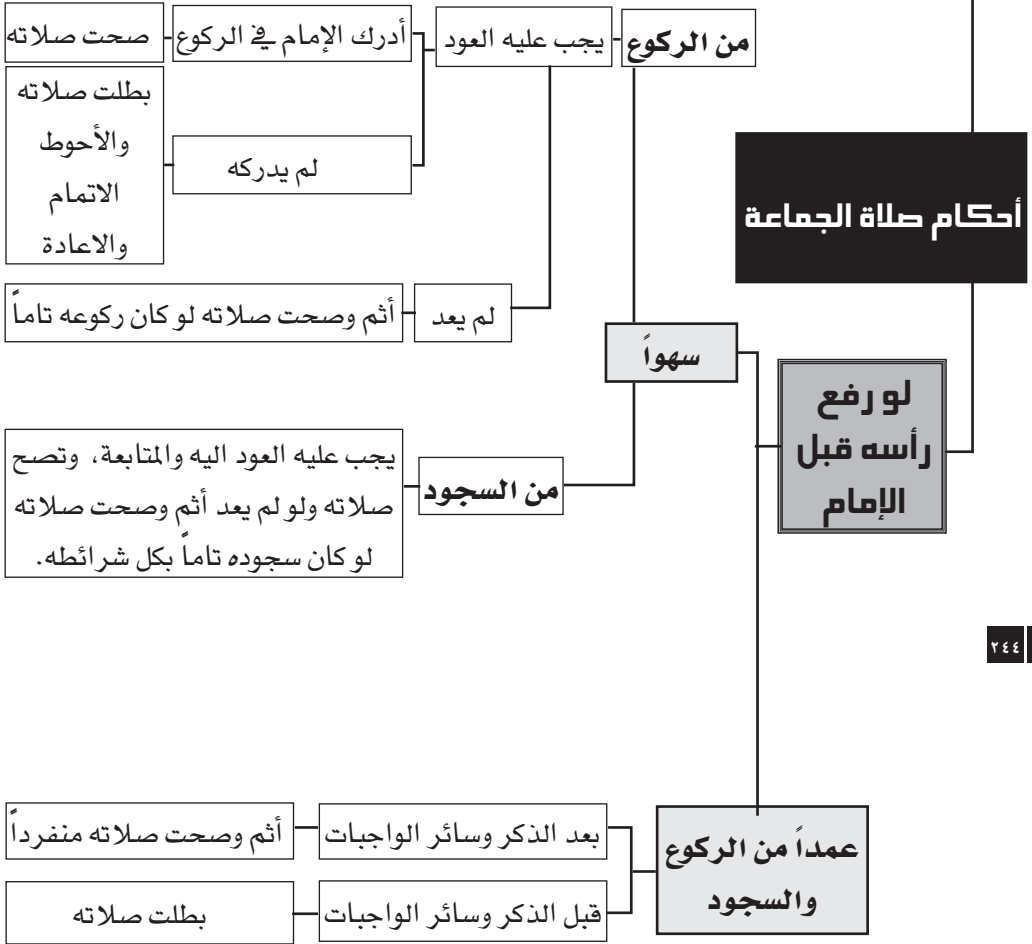 أحكام صلاة الجماعة
لو رفع
رأسه قبل
الإمام
سهواً
من الركوع
يجب عليه العود
أدرك الإمام في الركوع
صحت صلاته
لم يدركه
بطلت صلاته
والأحوط
الاتمام
والاعادة
لم يعد
أثم وصحت صلاته لو كان ركوعه تاماً
من السجود
يجب عليه العود اليه والمتابعة، وتصح
صلاته ولو لم يعد أثم وصحت صلاته
لو كان سجوده تاماً بكل شرائطه.
عمداً من الركوع
والسجود
بعد الذكر وسائر الواجبات
أثم وصحت صلاته منفرداً
قبل الذكر وسائر الواجبات
بطلت صلاته
٢٤٤